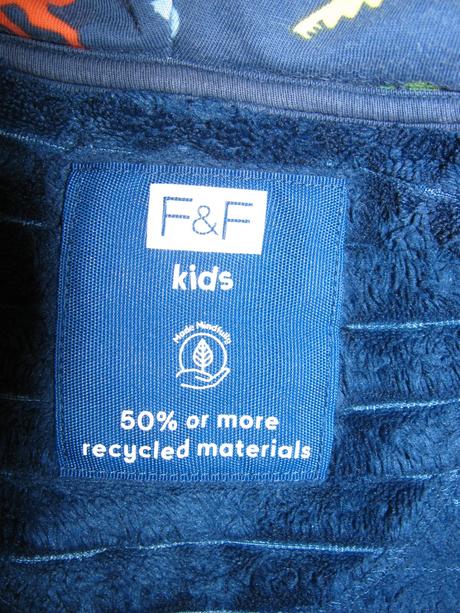 F&F
kids
Made Mindfully
50% or more
recycled materials